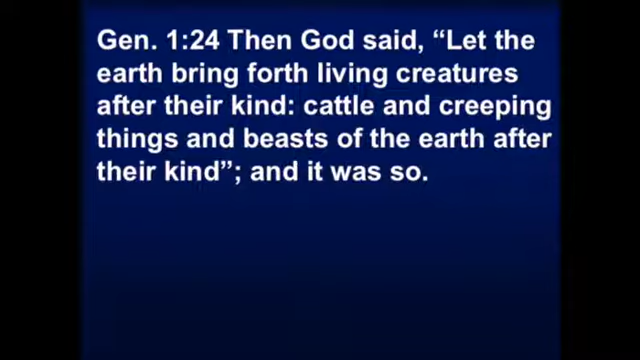 Gen. 1:24 Then God said, “Let the
earth bring forth living creatures
after their kind: cattle and creeping
things and beasts of the earth after
their kind”; and it was so.